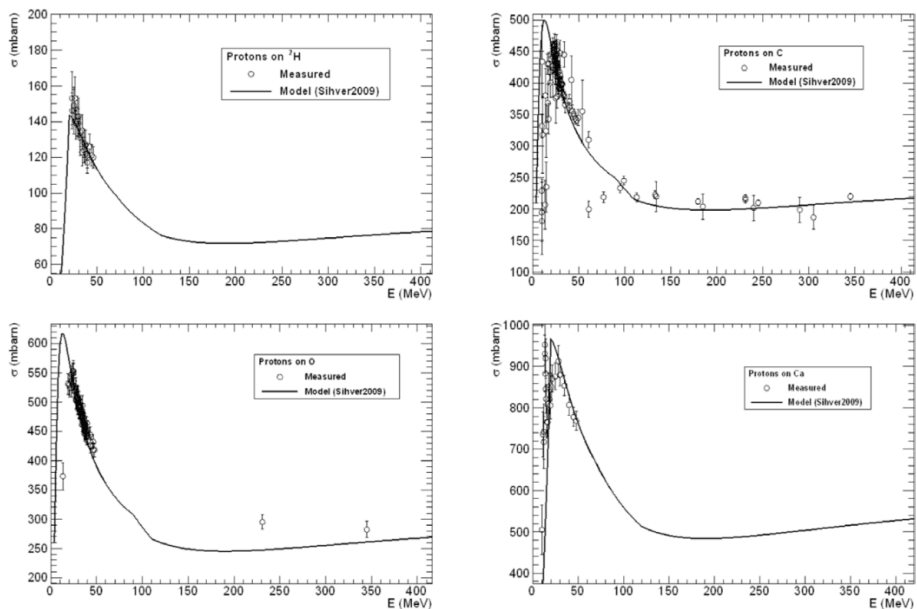 σ (mbarn)
200
180
160
140
120
100
80
60
Protons on ²H
Measured
Model (Sihver2009)
0 50 100 150 200 250 300 350 400
E (MeV)
σ (mbarn)
500
450
400
350
300
250
200
150
100
Protons on C
Measured
Model (Sihver2009)
0 50 100 150 200 250 300 350 400
E (MeV)
σ (mbarn)
600
550
500
450
400
350
300
250
200
Protons on O
Measured
Model (Sihver2009)
0 50 100 150 200 250 300 350 400
E (MeV)
σ (mbarn)
1000
900
800
700
600
500
400
Protons on Ca
Measured
Model (Sihver2009)
0 50 100 150 200 250 300 350 400
E (MeV)